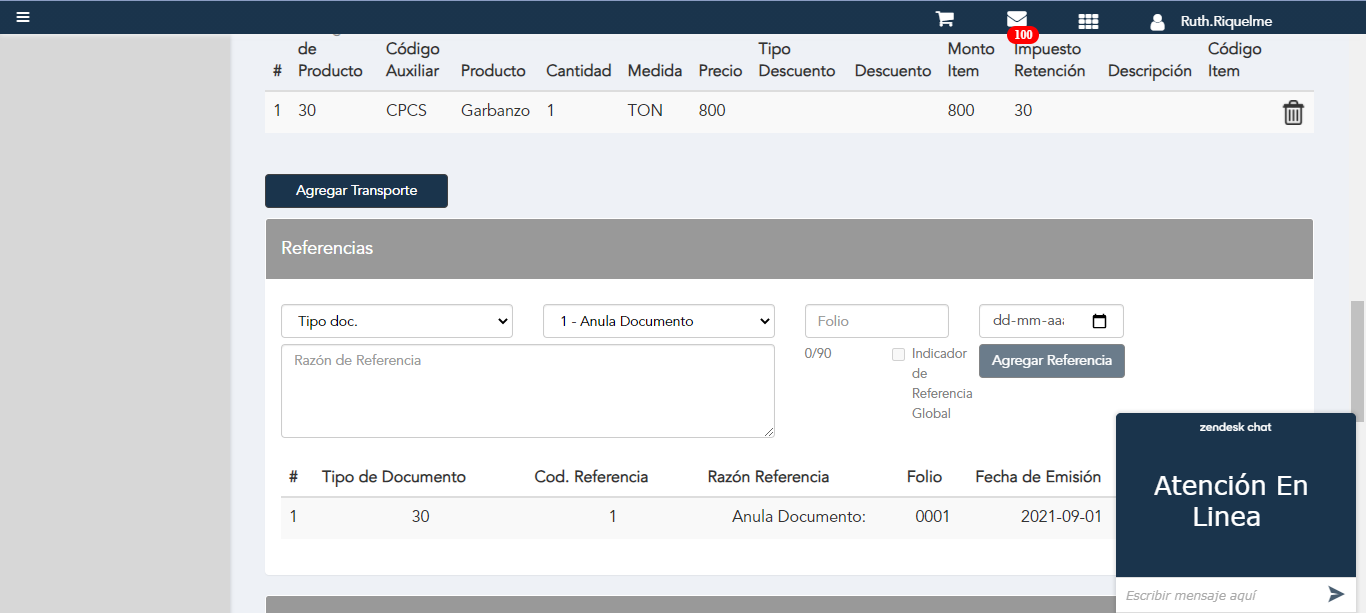 Ruth.Riquelme
100
de Producto
Código Auxiliar
Tipo Descuento
Monto Item
Impuesto Retención
Código Item
# Producto Cantidad Medida Precio Descuento Descripción
1 30 CPCS Garbanzo 1 TON 800 800 30
Agregar Transporte
Referencias
Tipo doc. 1 - Anula Documento Folio dd-mm-aaa
Razón de Referencia 0/90 Agregar Referencia
Indicador
de
Referencia
Global
# Tipo de Documento Cod. Referencia Razón Referencia Folio Fecha de Emisión
1 30 1 Anula Documento: 0001 2021-09-01
zendesk chat
Atención En
Linea
Escribir mensaje aquí